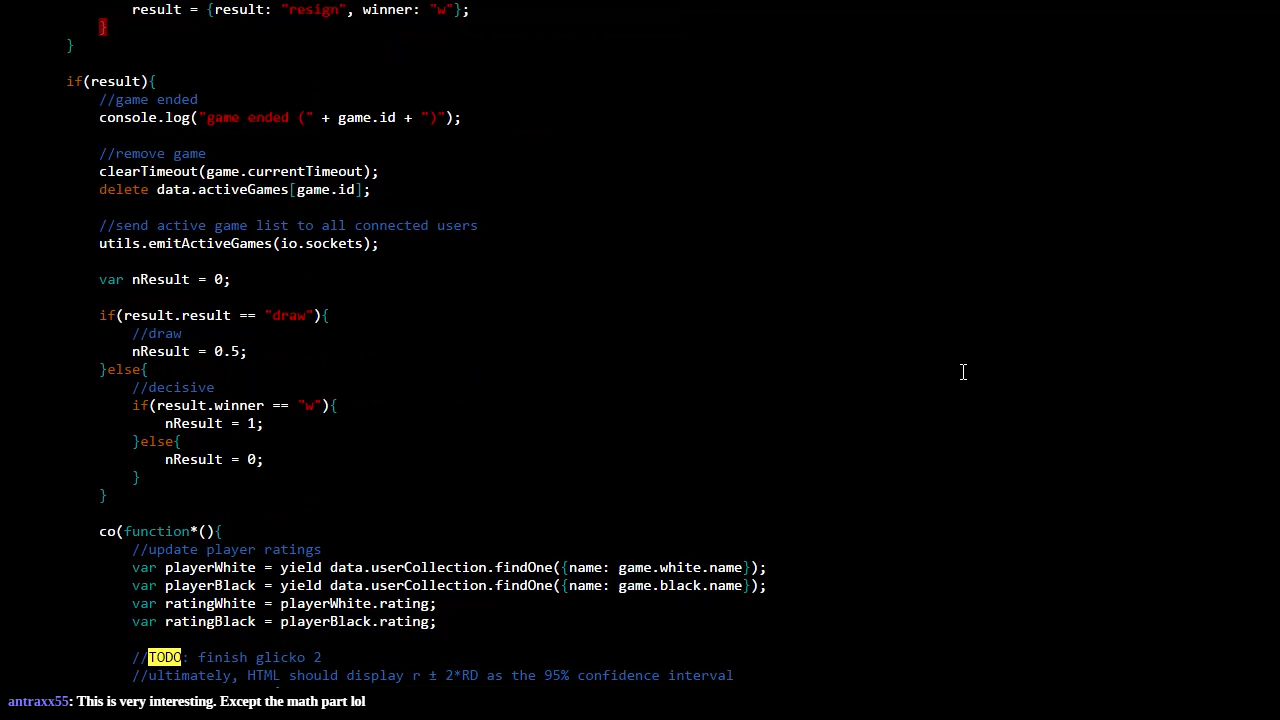 result = {result: "resign", winner: "w"};
}
}
if(result){
//game ended
console.log("game ended (" + game.id + ")");
//remove game
clearTimeout(game.currentTimeout);
delete data.activeGames[game.id];
//send active game list to all connected users
utils.emitActiveGames(io.sockets);
var nResult = 0;
if(result.result == "draw"){
//draw
nResult = 0.5;
}else{
//decisive
if(result.winner == "w"){
nResult = 1;
}else{
nResult = 0;
}
}
co(function*(){
//update player ratings
var playerWhite = yield data.userCollection.findOne({name: game.white.name});
var playerBlack = yield data.userCollection.findOne({name: game.black.name});
var ratingWhite = playerWhite.rating;
var ratingBlack = playerBlack.rating;
//TODO: finish glicko 2
//ultimately, HTML should display r ± 2*RD as the 95% confidence interval
antraxx55: This is very interesting. Except the math part lol